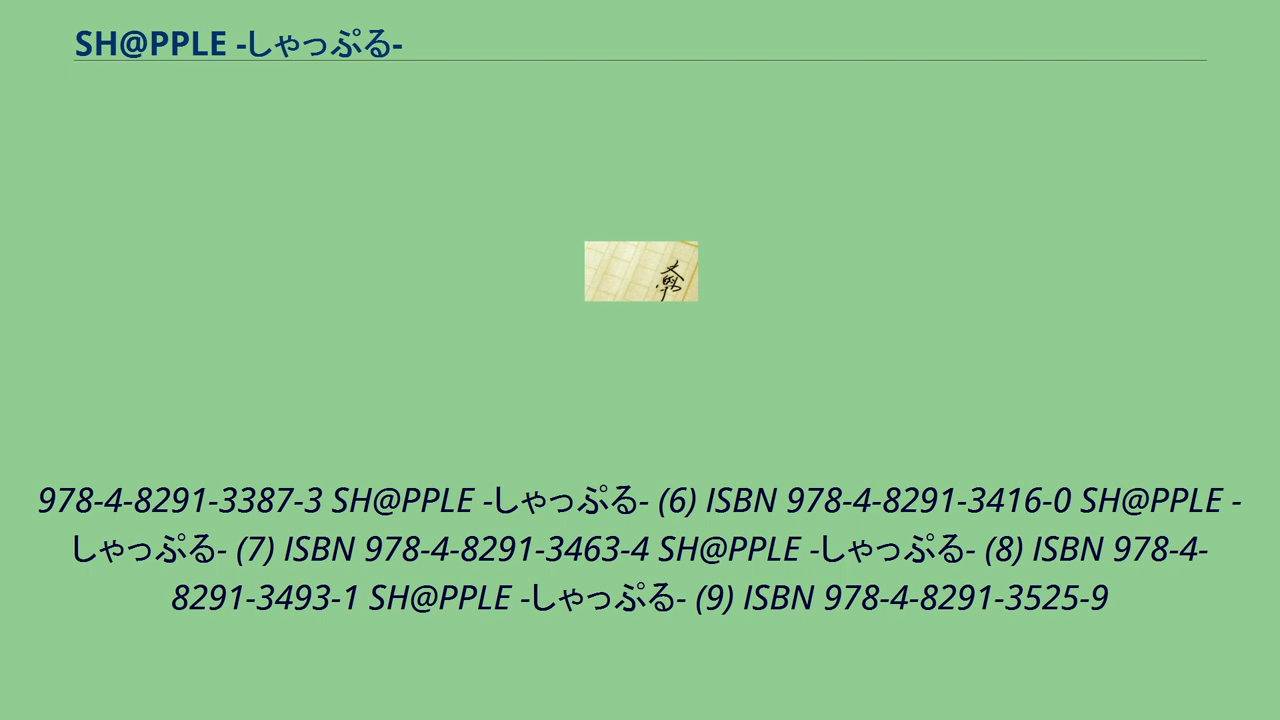 SH@PPLE -しゃっぷる-
978-4-8291-3387-3 SH@PPLE -しゃっぷる- (6) ISBN 978-4-8291-3416-0 SH@PPLE -
しゃっぷる- (7) ISBN 978-4-8291-3463-4 SH@PPLE -しゃっぷる- (8) ISBN 978-4-
8291-3493-1 SH@PPLE -しゃっぷる- (9) ISBN 978-4-8291-3525-9